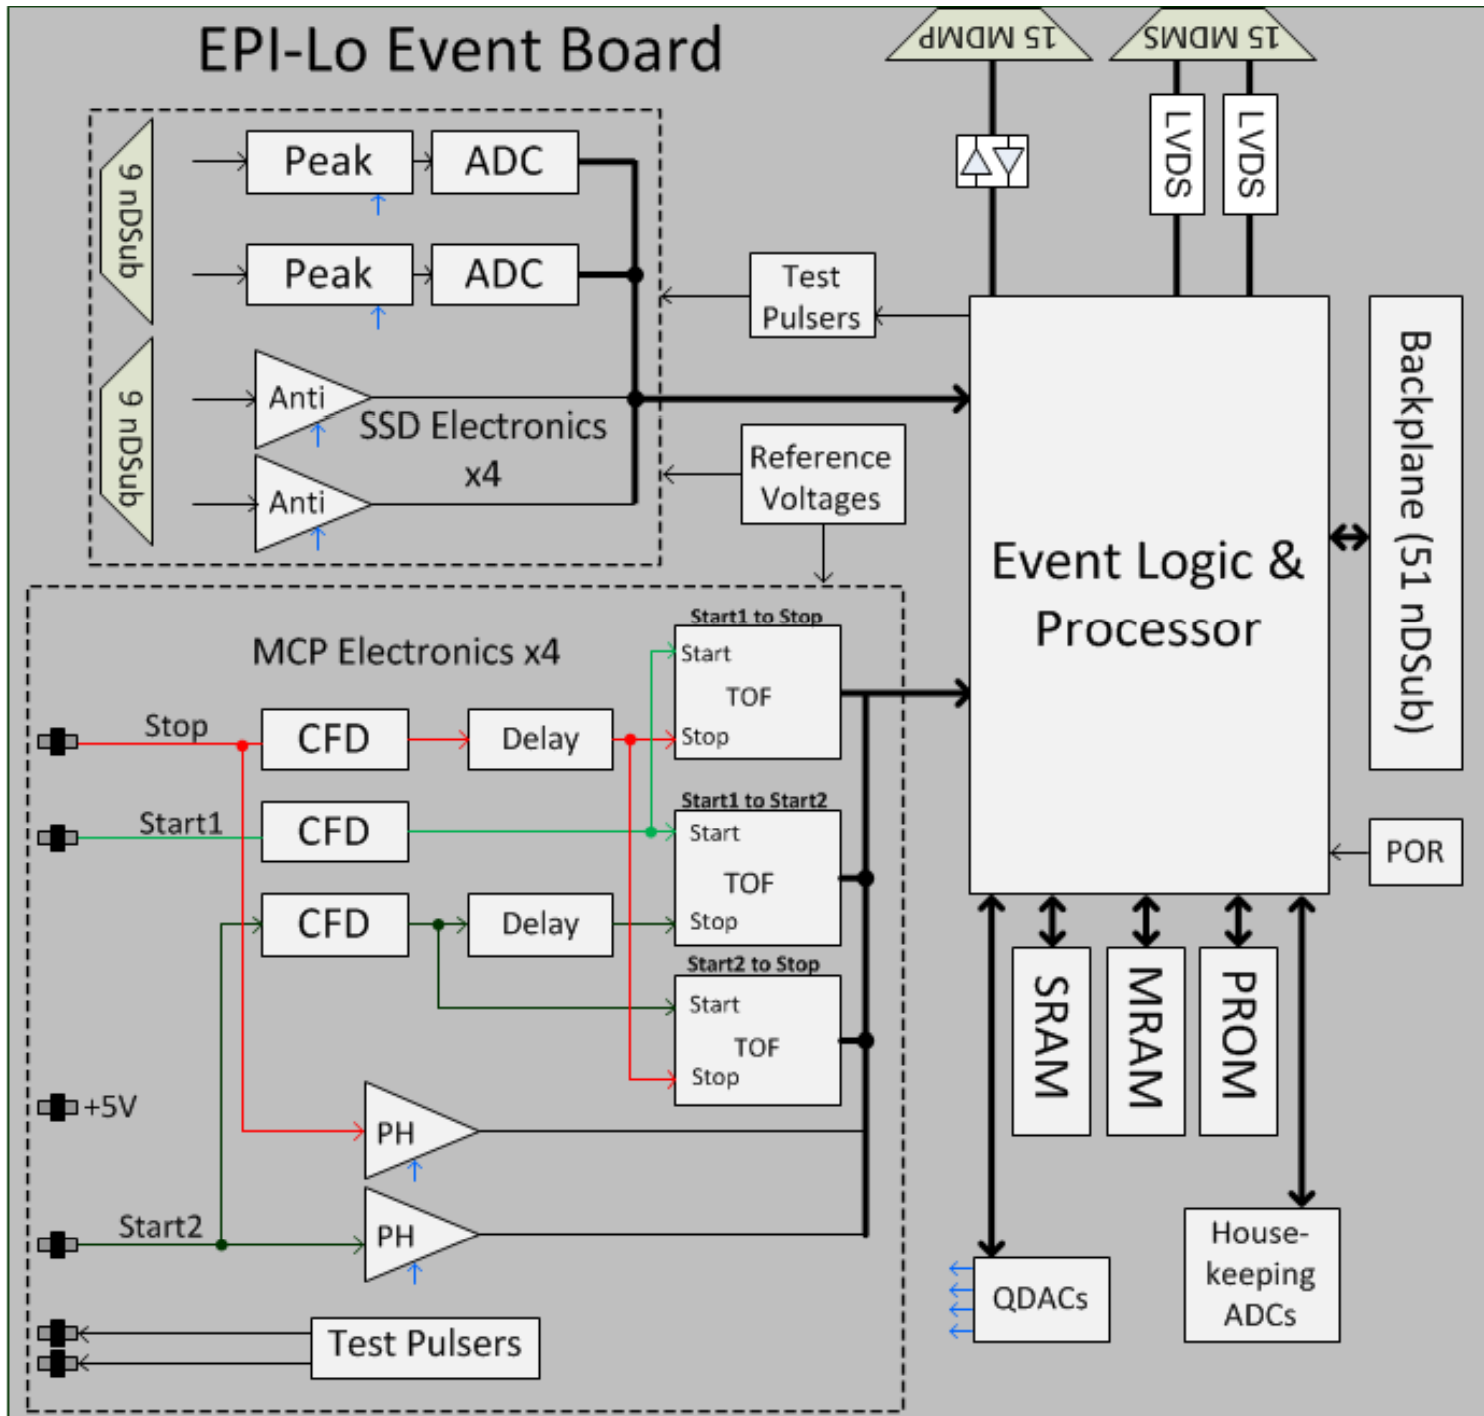 EPI-Lo Event Board
15 MDMP
15 MDMS
LVDS
LVDS
9 nDSub
Peak
ADC
Peak
ADC
9 nDSub
Anti
SSD Electronics
x4
Anti
Test
Pulsers
Reference
Voltages
Event Logic &
Processor
Backplane (51 nDSub)
POR
MCP Electronics x4
Start1 to Stop
Start
TOF
Stop
Stop
CFD
Delay
Start1
CFD
Start1 to Start2
Start
TOF
Stop
CFD
Delay
Start2 to Stop
Start
TOF
Stop
+5V
PH
Start2
PH
Test Pulsers
SRAM
MRAM
PROM
QDACs
House-
keeping
ADCs